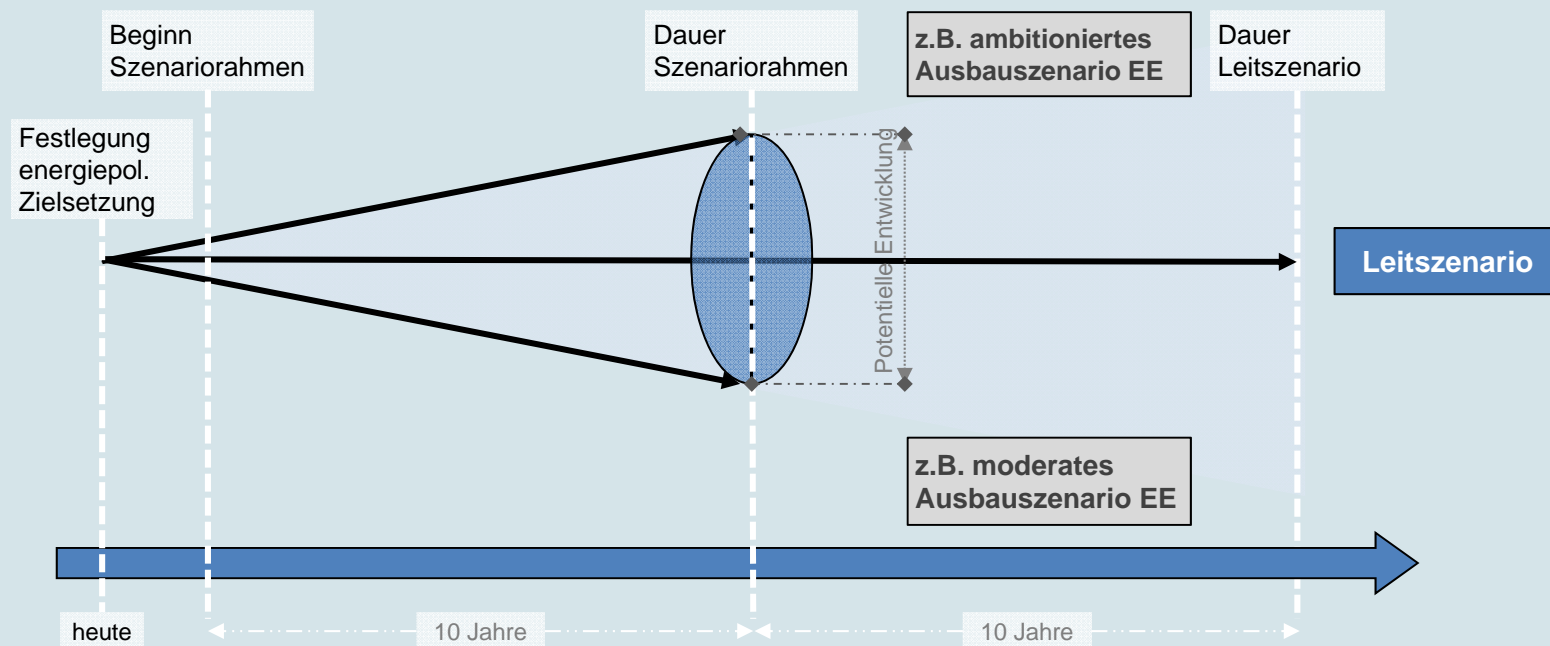 Beginn
Szenariorahmen
Dauer
Szenariorahmen
z.B. ambitioniertes
Ausbauszenario EE
Dauer
Leitszenario
Festlegung
energiepol.
Zielsetzung
Potentielle Entwicklung
Leitszenario
z.B. moderates
Ausbauszenario EE
heute
10 Jahre
10 Jahre